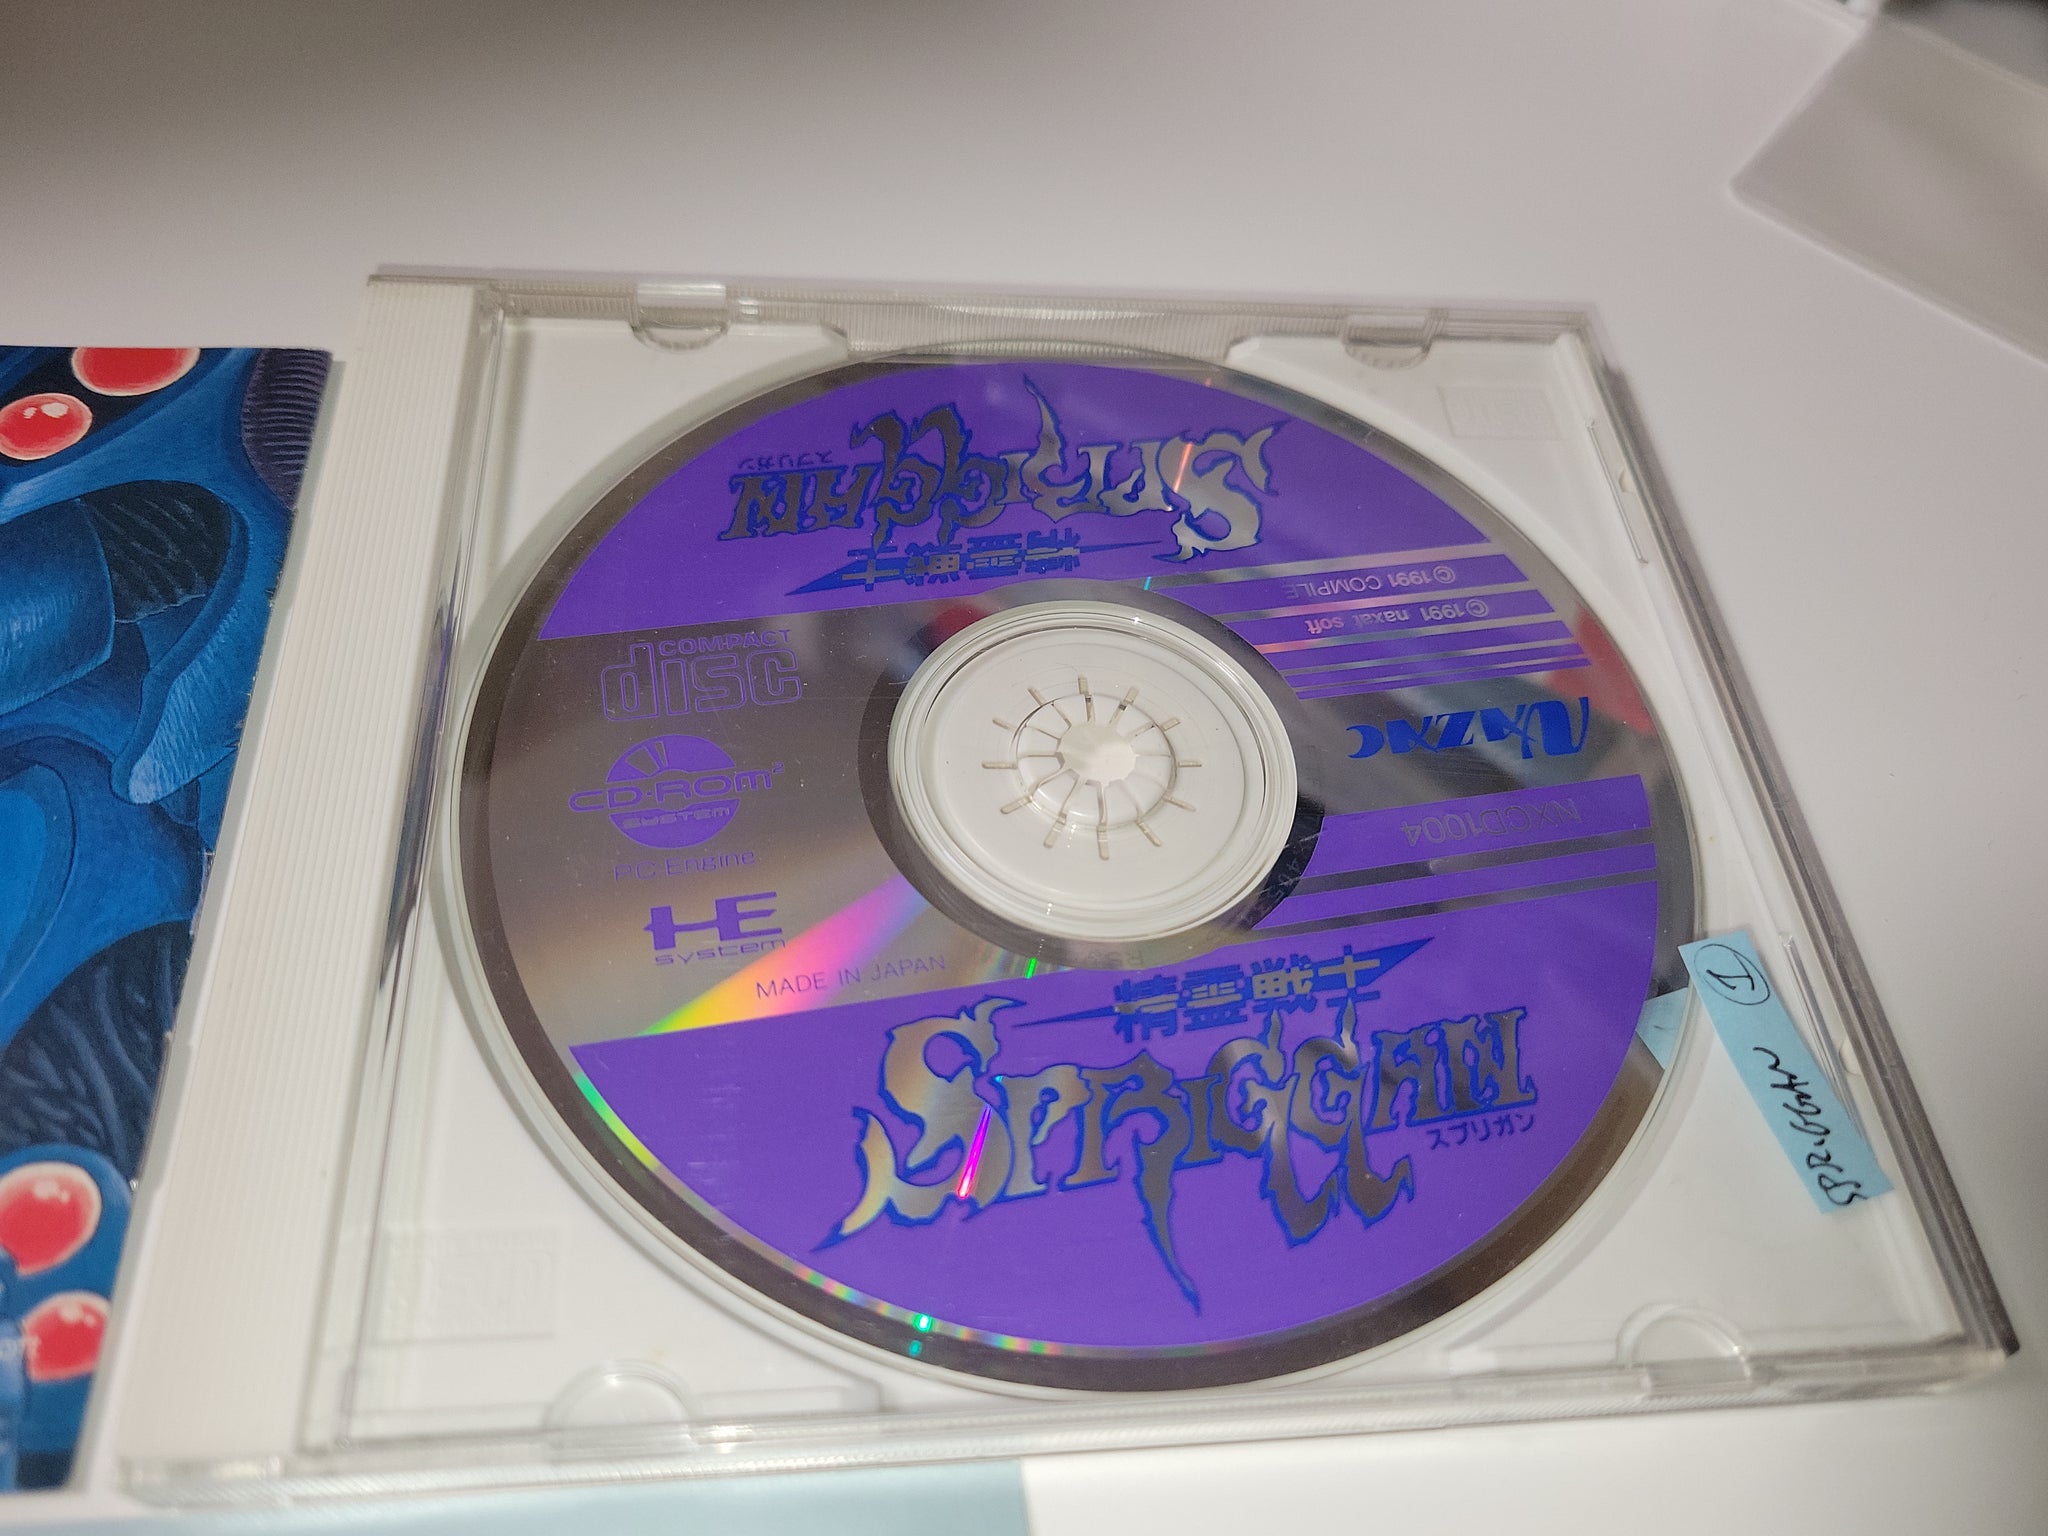 精霊戦士
SPRIGGAN
スプリガン
© 1991 COMPILE
© 1991 naxat soft
COMPACT
disc
CD-ROM²
SYSTEM
PC Engine
HE
system
MADE IN JAPAN
NXCD1004
精霊戦士
SPRIGGAN
スプリガン
1
SPRIGGAN